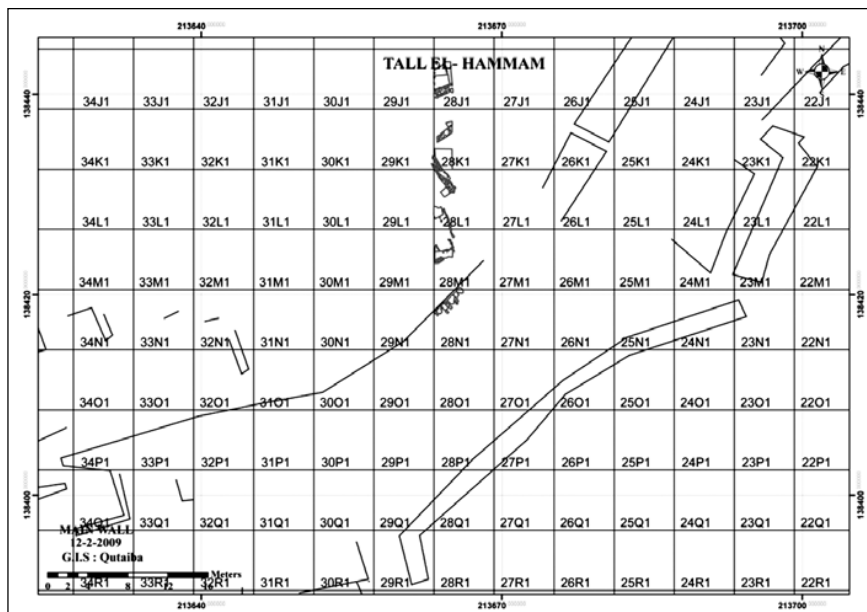 213640 213670 213700
TALL EL - HAMMAM
N
W E
138440 138440
34J1 33J1 32J1 31J1 30J1 29J1 28J1 27J1 26J1 25J1 24J1 23J1 22J1
34K1 33K1 32K1 31K1 30K1 29K1 28K1 27K1 26K1 25K1 24K1 23K1 22K1
34L1 33L1 32L1 31L1 30L1 29L1 28L1 27L1 26L1 25L1 24L1 23L1 22L1
34M1 33M1 32M1 31M1 30M1 29M1 28M1 27M1 26M1 25M1 24M1 23M1 22M1
138420 138420
34N1 33N1 32N1 31N1 30N1 29N1 28N1 27N1 26N1 25N1 24N1 23N1 22N1
34O1 33O1 32O1 31O1 30O1 29O1 28O1 27O1 26O1 25O1 24O1 23O1 22O1
34P1 33P1 32P1 31P1 30P1 29P1 28P1 27P1 26P1 25P1 24P1 23P1 22P1
138400 138400
34Q1 33Q1 32Q1 31Q1 30Q1 29Q1 28Q1 27Q1 26Q1 25Q1 24Q1 23Q1 22Q1
MAIN WALL
12-2-2009
G.I.S : Qutaiba
Meters
34R1 33R1 32R1 31R1 30R1 29R1 28R1 27R1 26R1 25R1 24R1 23R1 22R1
0 2 4 8 12 16
213640 213670 213700